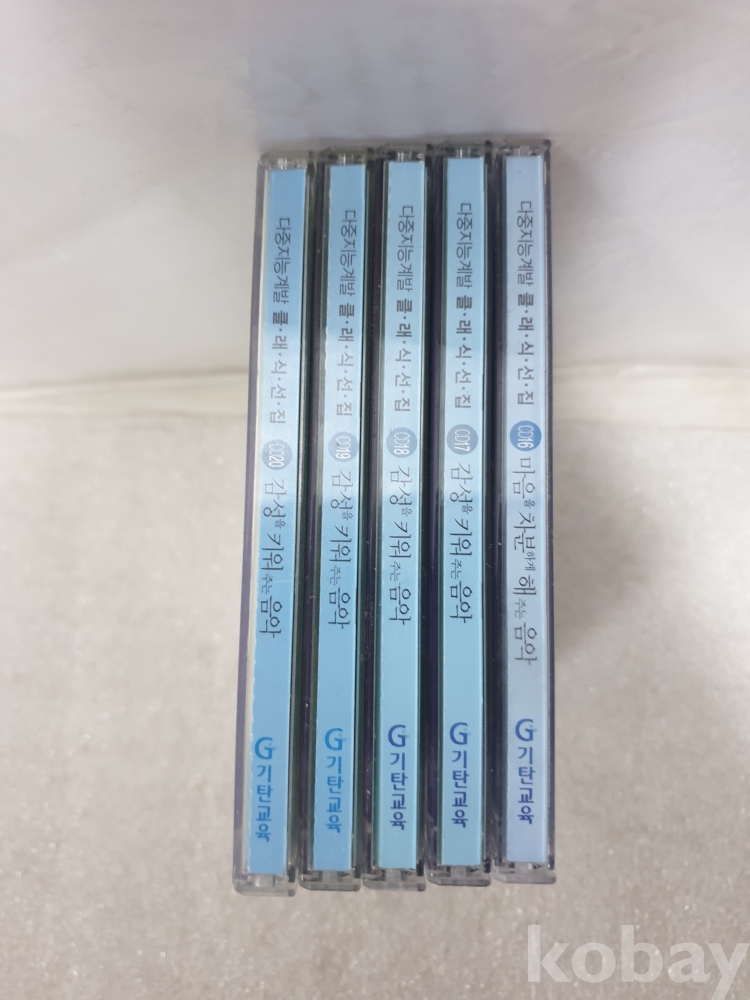 다중지능계발 클·래·식·선·집 CD20 감성을 키워 주는 음악 G 기탄교육
다중지능계발 클·래·식·선·집 CD19 감성을 키워 주는 음악 G 기탄교육
다중지능계발 클·래·식·선·집 CD18 감성을 키워 주는 음악 G 기탄교육
다중지능계발 클·래·식·선·집 CD17 감성을 키워 주는 음악 G 기탄교육
다중지능계발 클·래·식·선·집 CD16 마음을 차분하게 해 주는 음악 G 기탄교육
kobay